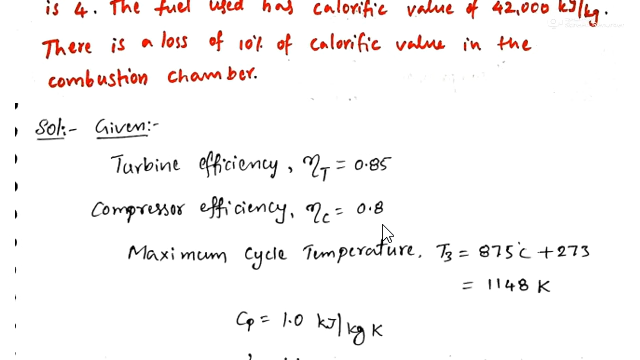 is 4. The fuel used has calorific value of 42,000 kJ/kg.
There is a loss of 10% of calorific value in the
combustion chamber.
Sol:- Given:-
Turbine efficiency, ηT = 0.85
Compressor efficiency, ηc = 0.8
Maximum Cycle Temperature, T3 = 875°C + 273
= 1148 K
Cp = 1.0 kJ/kg K